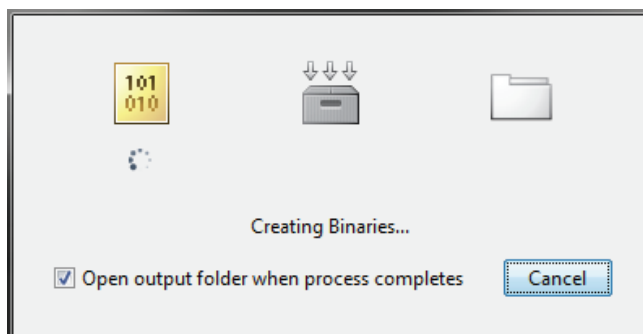 101
010
Creating Binaries...
Open output folder when process completes Cancel